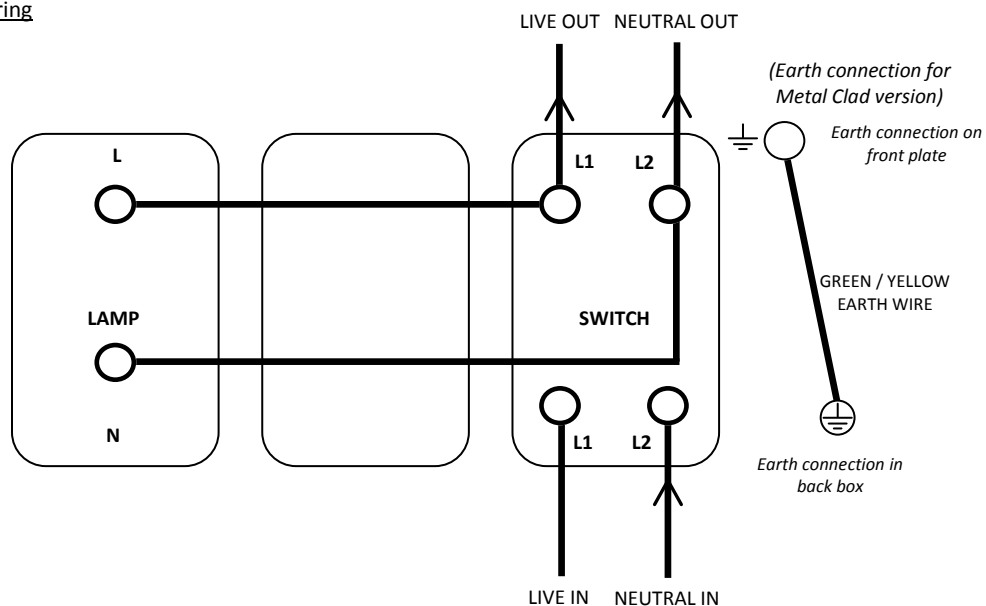 LIVE OUT NEUTRAL OUT
(Earth connection for
Metal Clad version)
Earth connection on
front plate
L
L1
L2
GREEN / YELLOW
EARTH WIRE
LAMP
SWITCH
N
L1
L2
Earth connection in
back box
LIVE IN
NEUTRAL IN